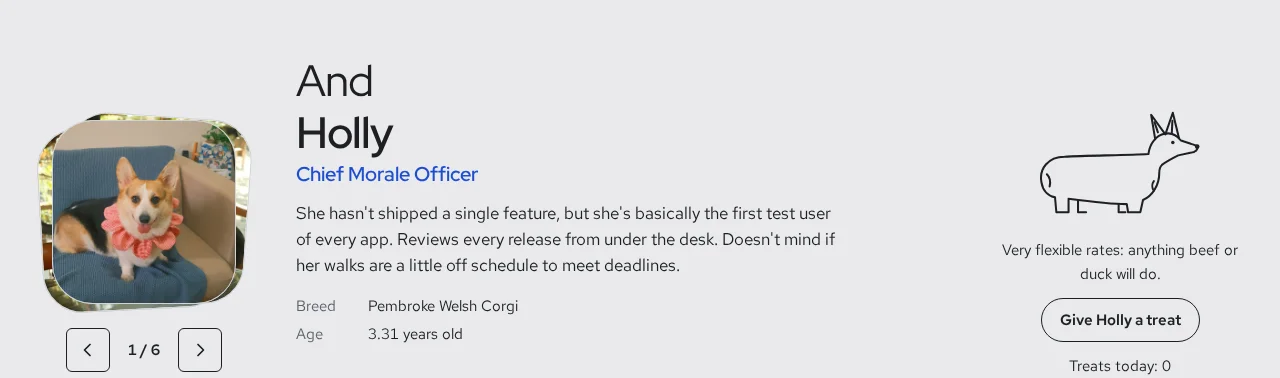 And
Holly
Chief Morale Officer
She hasn't shipped a single feature, but she's basically the first test user
of every app. Reviews every release from under the desk. Doesn't mind if
her walks are a little off schedule to meet deadlines.
Breed Pembroke Welsh Corgi
Age 3.31 years old
1 / 6
Very flexible rates: anything beef or
duck will do.
Give Holly a treat
Treats today: 0